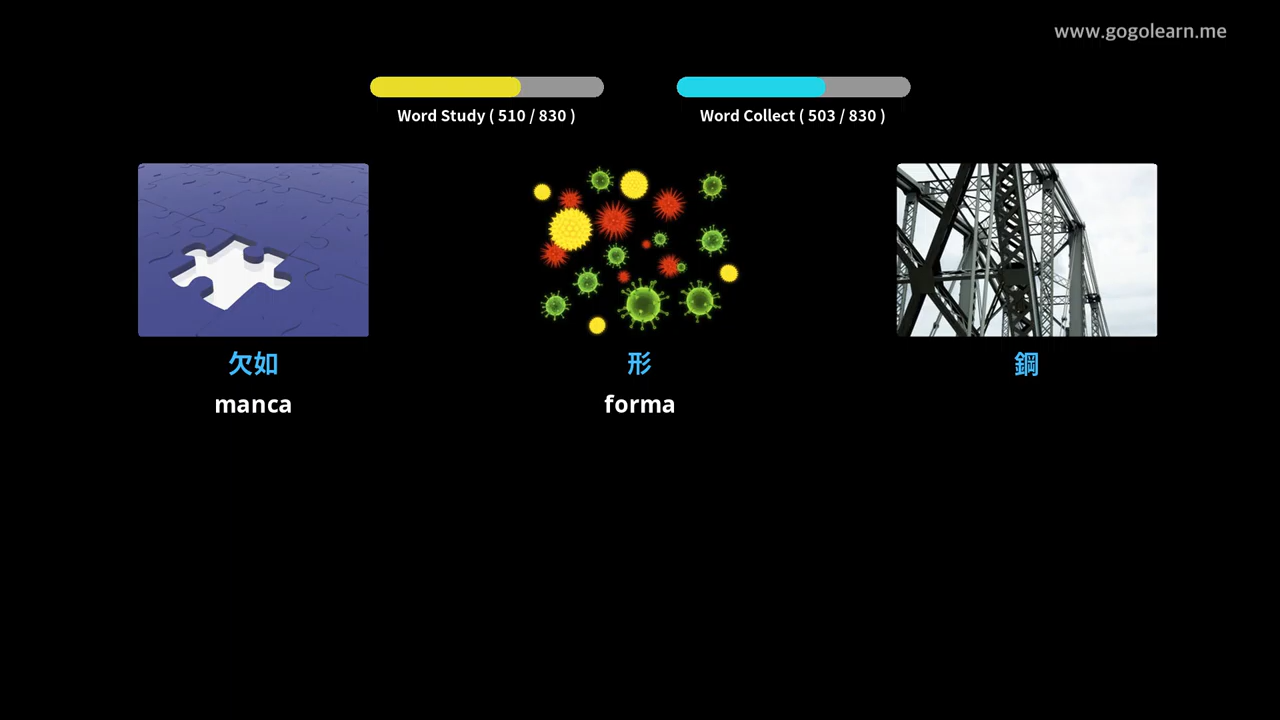 www.gogolearn.me
Word Study ( 510 / 830 )
Word Collect ( 503 / 830 )
欠如
manca
形
forma
鋼